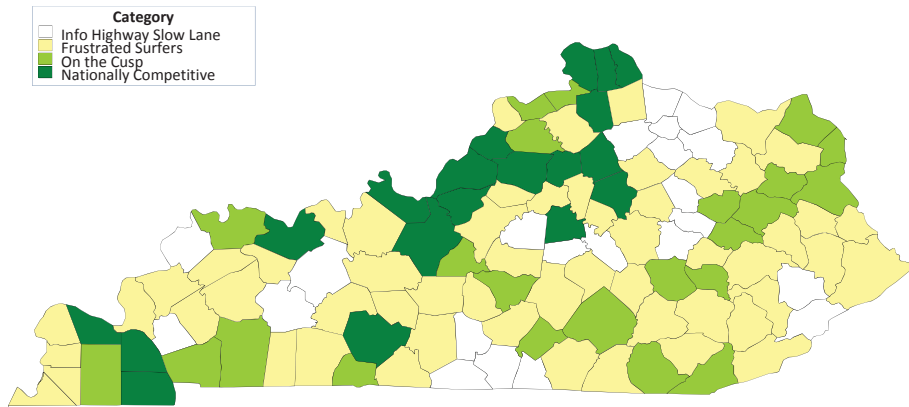 Category
Info Highway Slow Lane
Frustrated Surfers
On the Cusp
Nationally Competitive